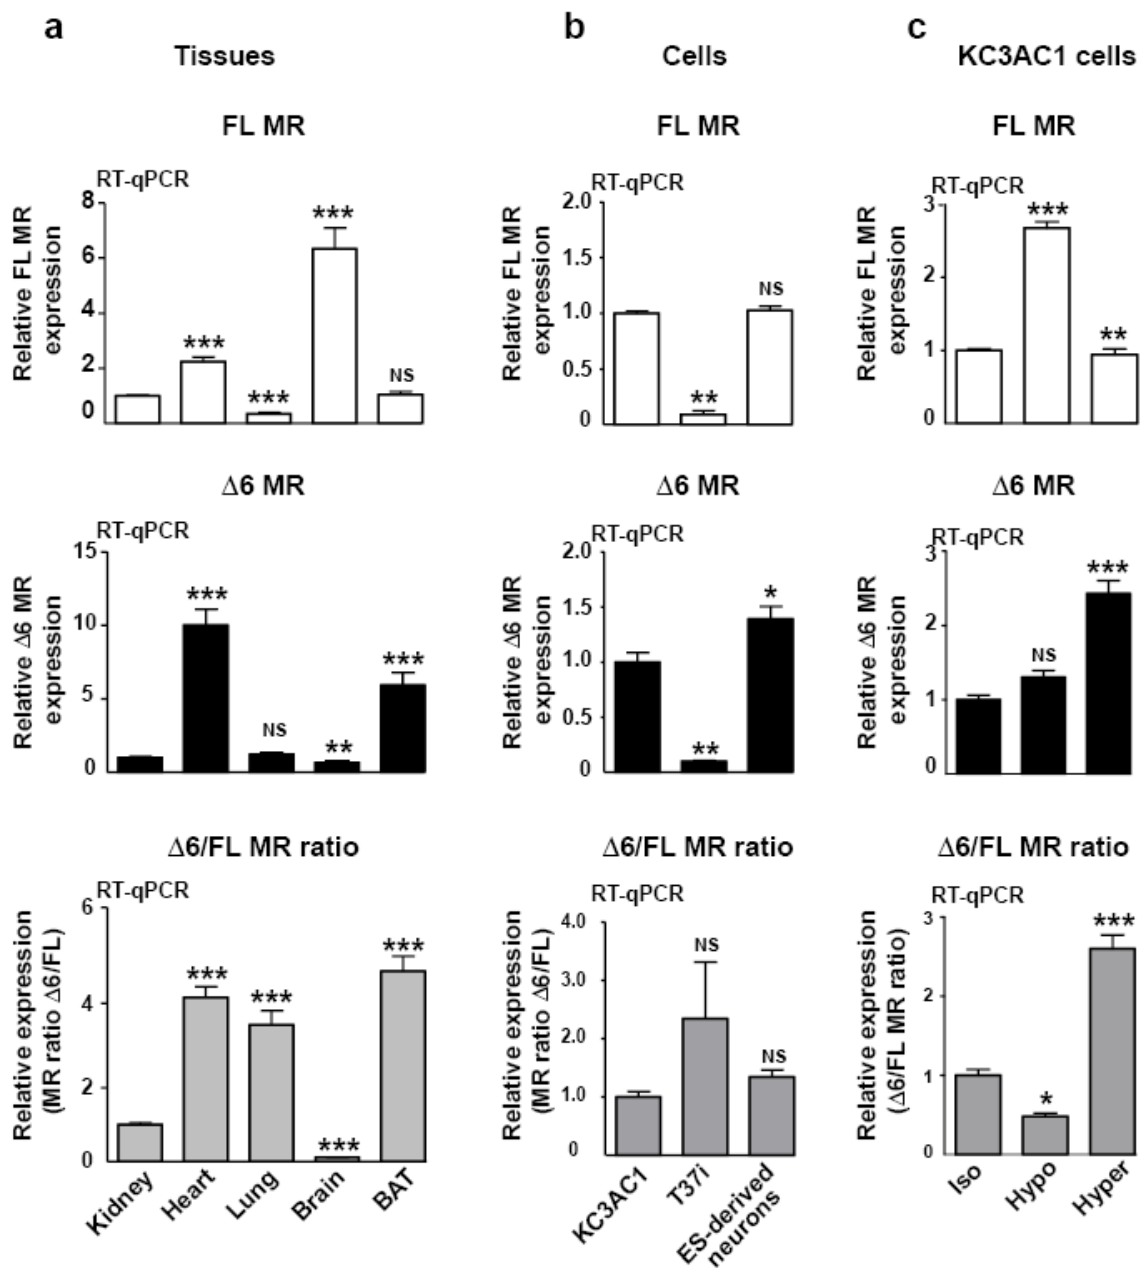 a
Tissues
FL MR
RT-qPCR
Relative FL MR
expression
8
6
4
2
0
***
***
***
NS
Δ6 MR
RT-qPCR
Relative Δ6 MR
expression
15
10
5
0
***
NS
**
***
Δ6/FL MR ratio
RT-qPCR
Relative expression
(MR ratio Δ6/FL)
6
4
2
0
***
***
***
***
Kidney
Heart
Lung
Brain
BAT
b
Cells
FL MR
RT-qPCR
Relative FL MR
expression
2.0
1.5
1.0
0.5
0
**
NS
Δ6 MR
RT-qPCR
Relative Δ6 MR
expression
2.0
1.5
1.0
0.5
0
**
*
Δ6/FL MR ratio
RT-qPCR
Relative expression
(MR ratio Δ6/FL)
4.0
3.0
2.0
1.0
0.0
NS
NS
KC3AC1
T37i
ES-derived
neurons
c
KC3AC1 cells
FL MR
RT-qPCR
Relative FL MR
expression
3
2
1
0
***
**
Δ6 MR
RT-qPCR
Relative Δ6 MR
expression
3
2
1
0
NS
***
Δ6/FL MR ratio
RT-qPCR
Relative expression
(Δ6/FL MR ratio)
3
2
1
0
*
***
Iso
Hypo
Hyper